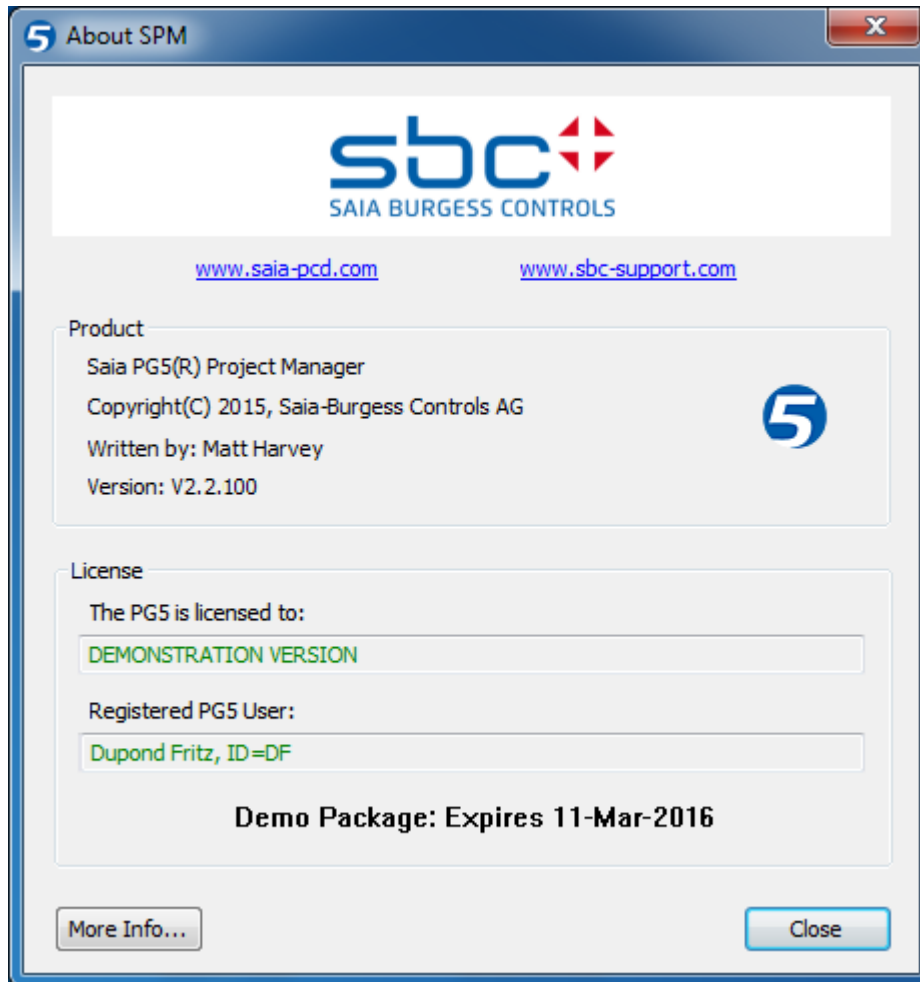 5 About SPM
sbc
SAIA BURGESS CONTROLS
www.saia-pcd.com www.sbc-support.com
Product
Saia PG5(R) Project Manager
Copyright(C) 2015, Saia-Burgess Controls AG
5
Written by: Matt Harvey
Version: V2.2.100
License
The PG5 is licensed to:
DEMONSTRATION VERSION
Registered PG5 User:
Dupond Fritz, ID=DF
Demo Package: Expires 11-Mar-2016
More Info... Close